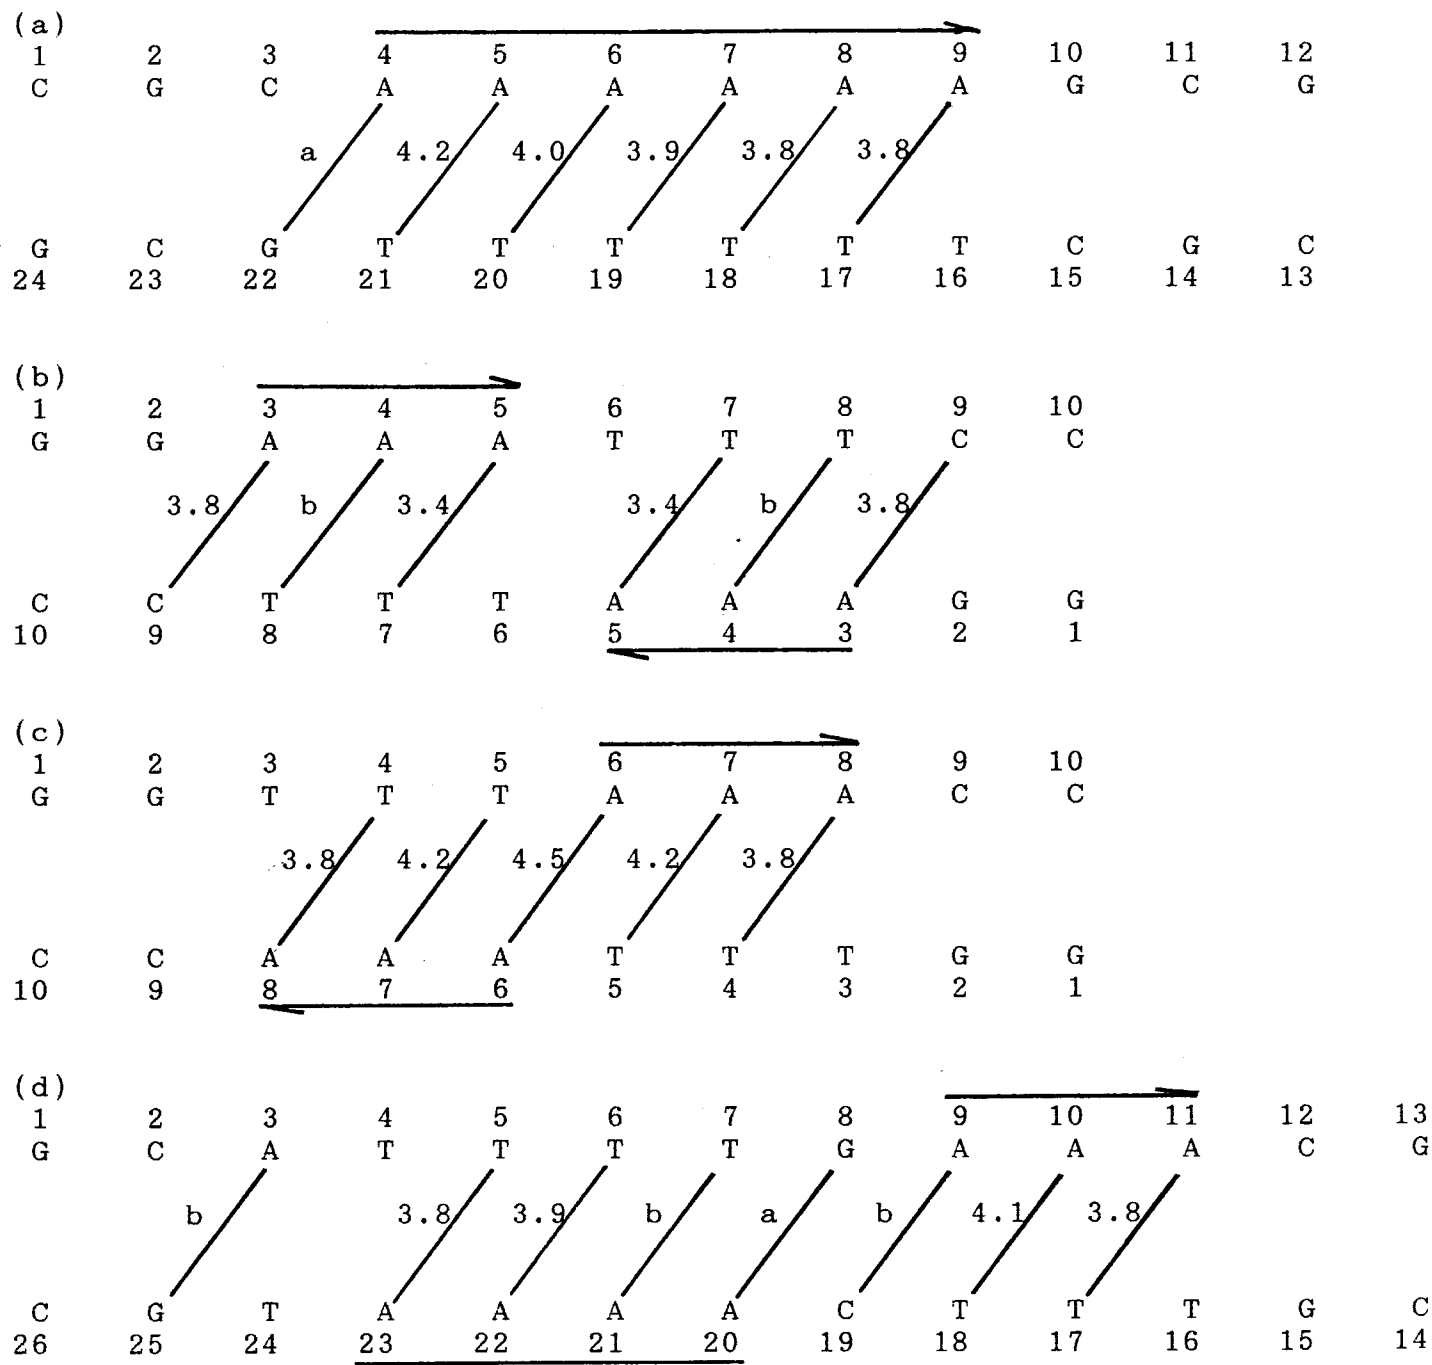 (a)
1 2 3 4 5 6 7 8 9 10 11 12
C G C A A A A A A G C G
a 4.2 4.0 3.9 3.8 3.8
G C G T T T T T T C G C
24 23 22 21 20 19 18 17 16 15 14 13
(b)
1 2 3 4 5 6 7 8 9 10
G G A A A T T T C C
3.8 b 3.4 3.4 b 3.8
C C T T T A A A G G
10 9 8 7 6 5 4 3 2 1
(c)
1 2 3 4 5 6 7 8 9 10
G G T T T A A A C C
3.8 4.2 4.5 4.2 3.8
C C A A A T T T G G
10 9 8 7 6 5 4 3 2 1
(d)
1 2 3 4 5 6 7 8 9 10 11 12 13
G C A T T T T G A A A C G
b 3.8 3.9 b a b 4.1 3.8
C G T A A A A C T T T G C
26 25 24 23 22 21 20 19 18 17 16 15 14